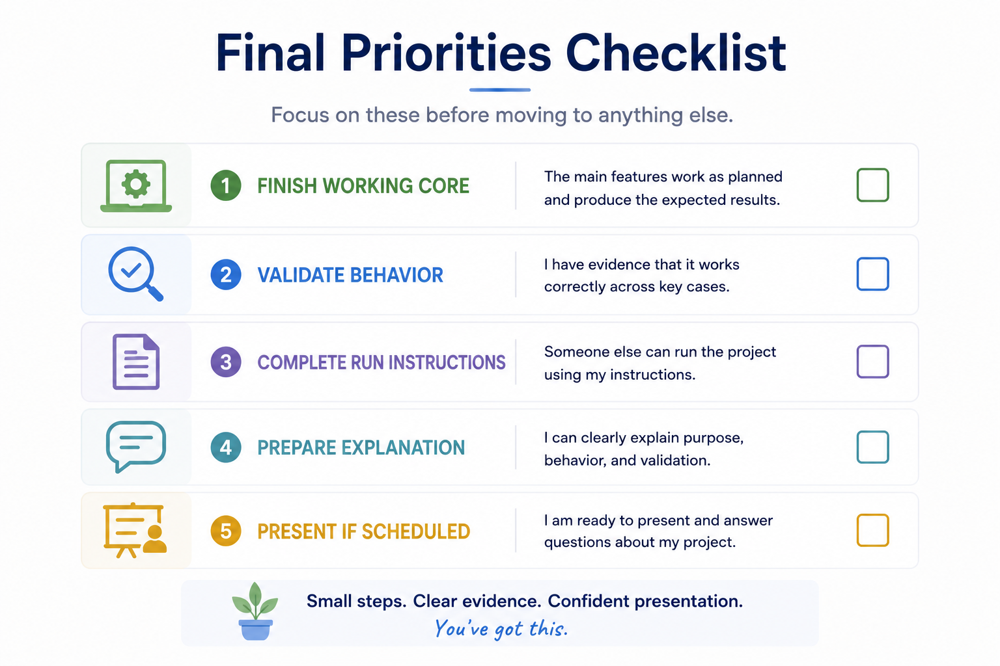 Final Priorities Checklist
Focus on these before moving to anything else.
1 FINISH WORKING CORE
The main features work as planned
and produce the expected results.
2 VALIDATE BEHAVIOR
I have evidence that it works
correctly across key cases.
3 COMPLETE RUN INSTRUCTIONS
Someone else can run the project
using my instructions.
4 PREPARE EXPLANATION
I can clearly explain purpose,
behavior, and validation.
5 PRESENT IF SCHEDULED
I am ready to present and answer
questions about my project.
Small steps. Clear evidence. Confident presentation.
You've got this.